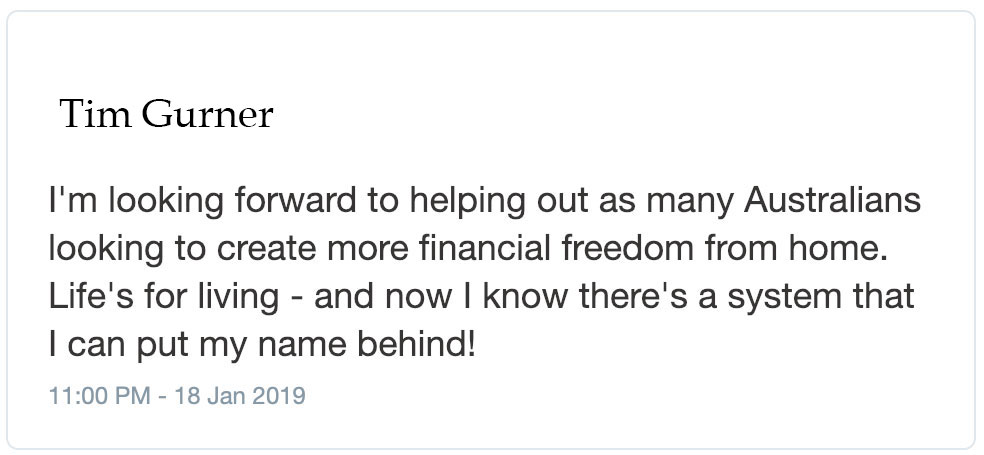 Tim Gurner
I'm looking forward to helping out as many Australians
looking to create more financial freedom from home.
Life's for living - and now I know there's a system that
I can put my name behind!
11:00 PM - 18 Jan 2019